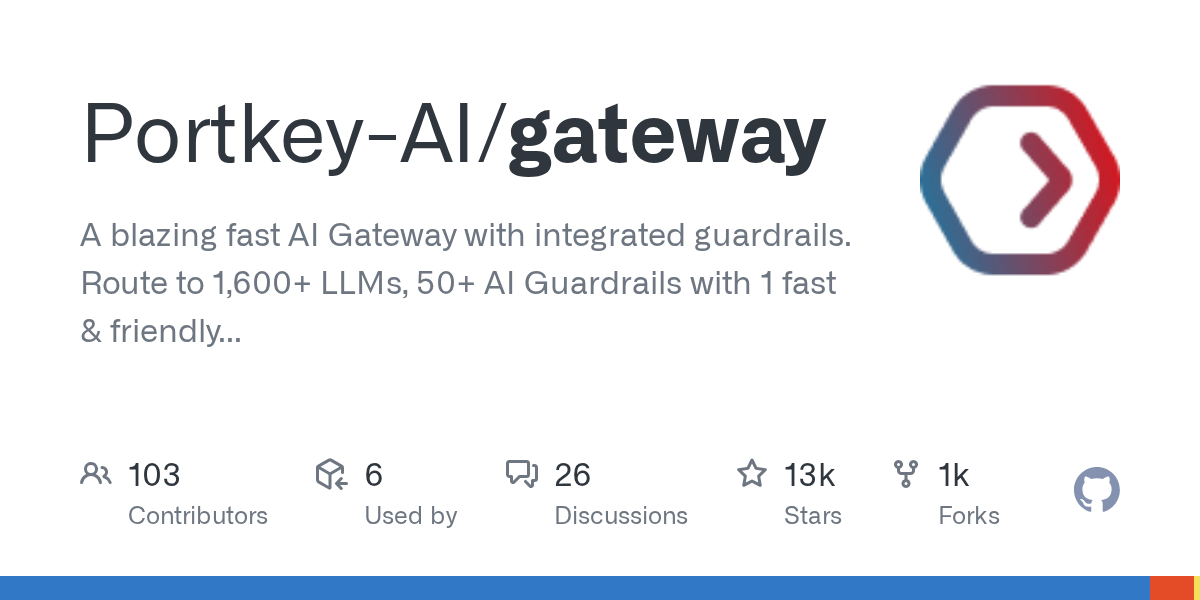 Portkey-AI/gateway
A blazing fast AI Gateway with integrated guardrails.
Route to 1,600+ LLMs, 50+ AI Guardrails with 1 fast
& friendly...
103 6 26 13k 1k
Contributors Used by Discussions Stars Forks